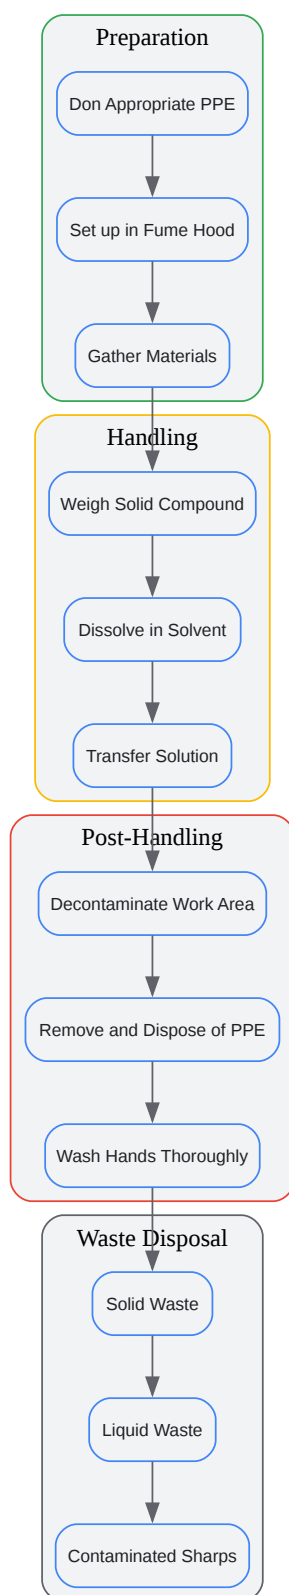 Preparation
Don Appropriate PPE
Set up in Fume Hood
Gather Materials
Handling
Weigh Solid Compound
Dissolve in Solvent
Transfer Solution
Post-Handling
Decontaminate Work Area
Remove and Dispose of PPE
Wash Hands Thoroughly
Waste Disposal
Solid Waste
Liquid Waste
Contaminated Sharps